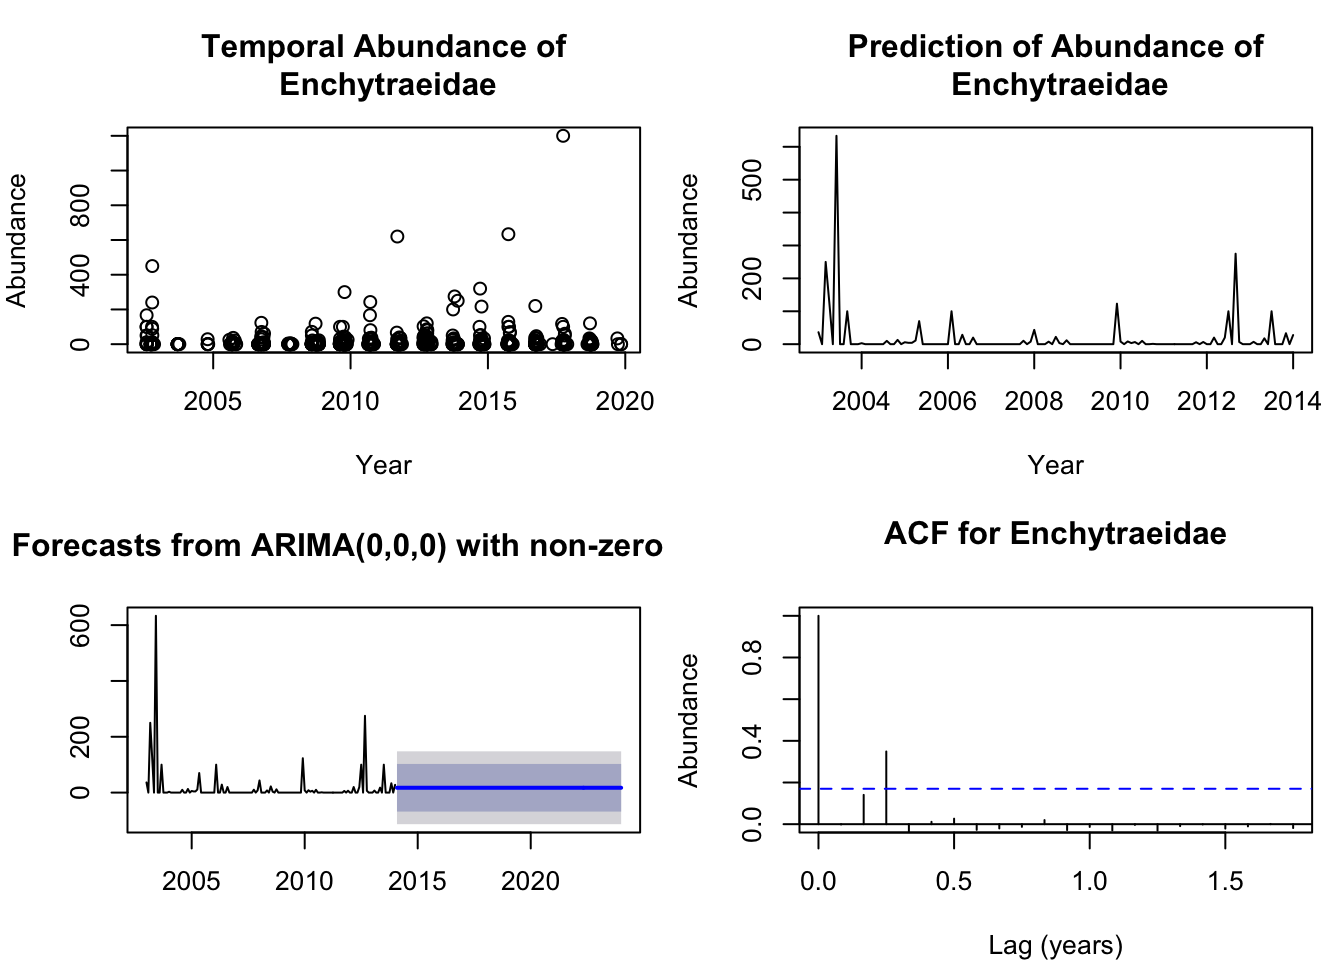 Temporal Abundance of
Enchytraeidae
Abundance
0
400
800
2005
2010
2015
2020
Year
Prediction of Abundance of
Enchytraeidae
Abundance
0
200
500
2004
2006
2008
2010
2012
2014
Year
Forecasts from ARIMA(0,0,0) with non-zero
0
200
600
2005
2010
2015
2020
ACF for Enchytraeidae
Abundance
0.0
0.4
0.8
0.0
0.5
1.0
1.5
Lag (years)